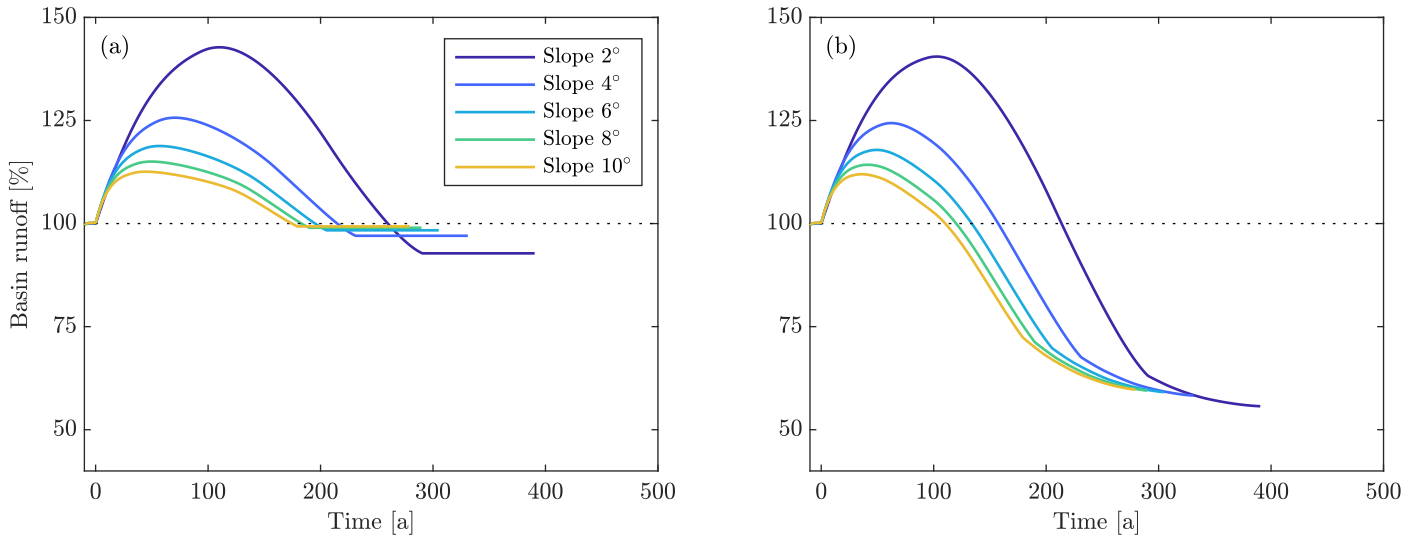 150
125
100
75
50
Basin runoff [%]
(a)
Slope 2°
Slope 4°
Slope 6°
Slope 8°
Slope 10°
0 100 200 300 400 500
Time [a]
150
125
100
75
50
(b)
0 100 200 300 400 500
Time [a]